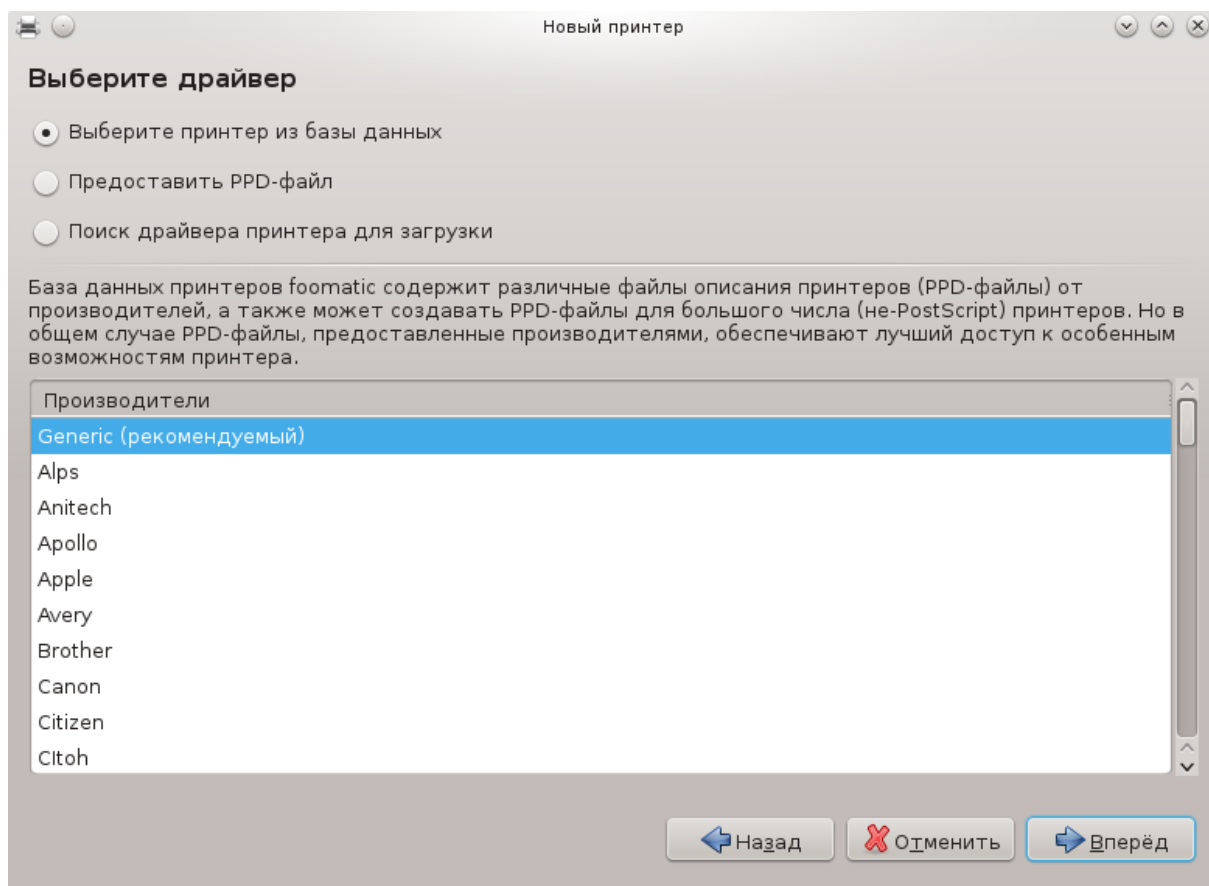 Новый принтер
Выберите драйвер
Выберите принтер из базы данных
Предоставить PPD-файл
Поиск драйвера принтера для загрузки
База данных принтеров foomatic содержит различные файлы описания принтеров (PPD-файлы) от
производителей, а также может создавать PPD-файлы для большого числа (не-PostScript) принтеров. Но в
общем случае PPD-файлы, предоставленные производителями, обеспечивают лучший доступ к особенным
возможностям принтера.
Производители
Generic (рекомендуемый)
Alps
Anitech
Apollo
Apple
Avery
Brother
Canon
Citizen
CItoh
Назад Отменить Вперёд